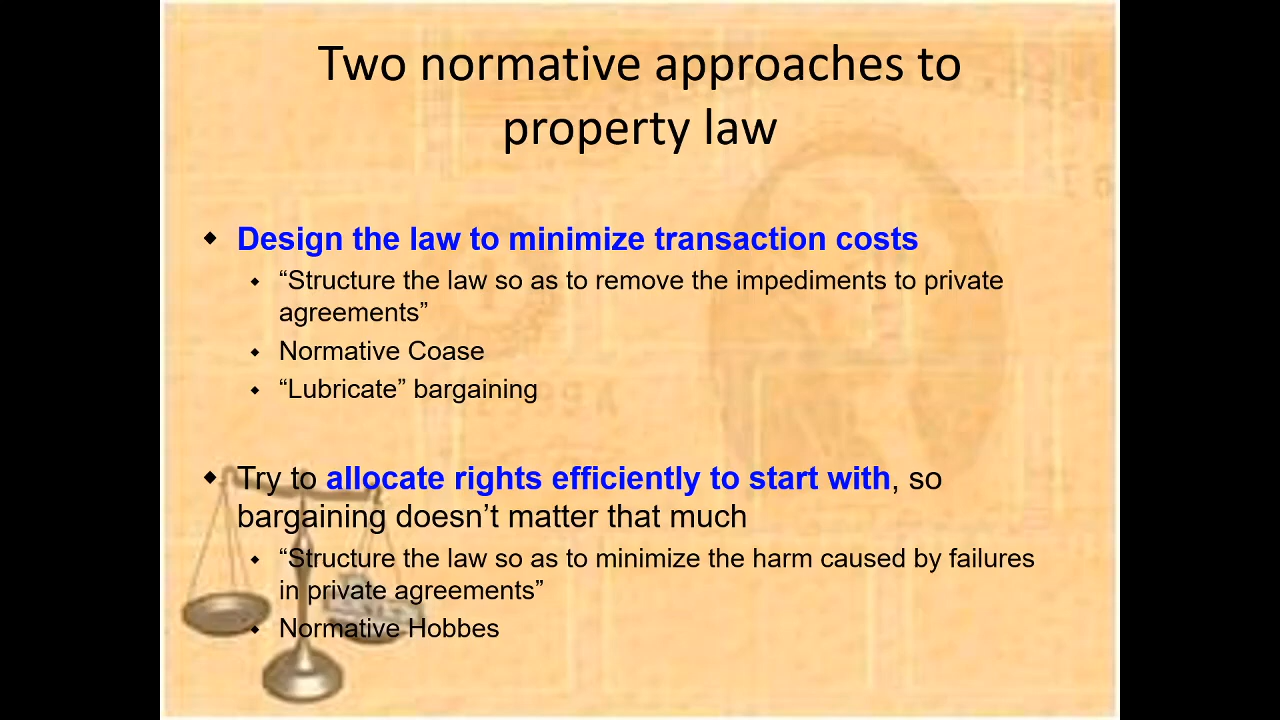 Two normative approaches to
property law
Design the law to minimize transaction costs
“Structure the law so as to remove the impediments to private
agreements”
Normative Coase
“Lubricate” bargaining
Try to allocate rights efficiently to start with, so
bargaining doesn’t matter that much
“Structure the law so as to minimize the harm caused by failures
in private agreements”
Normative Hobbes